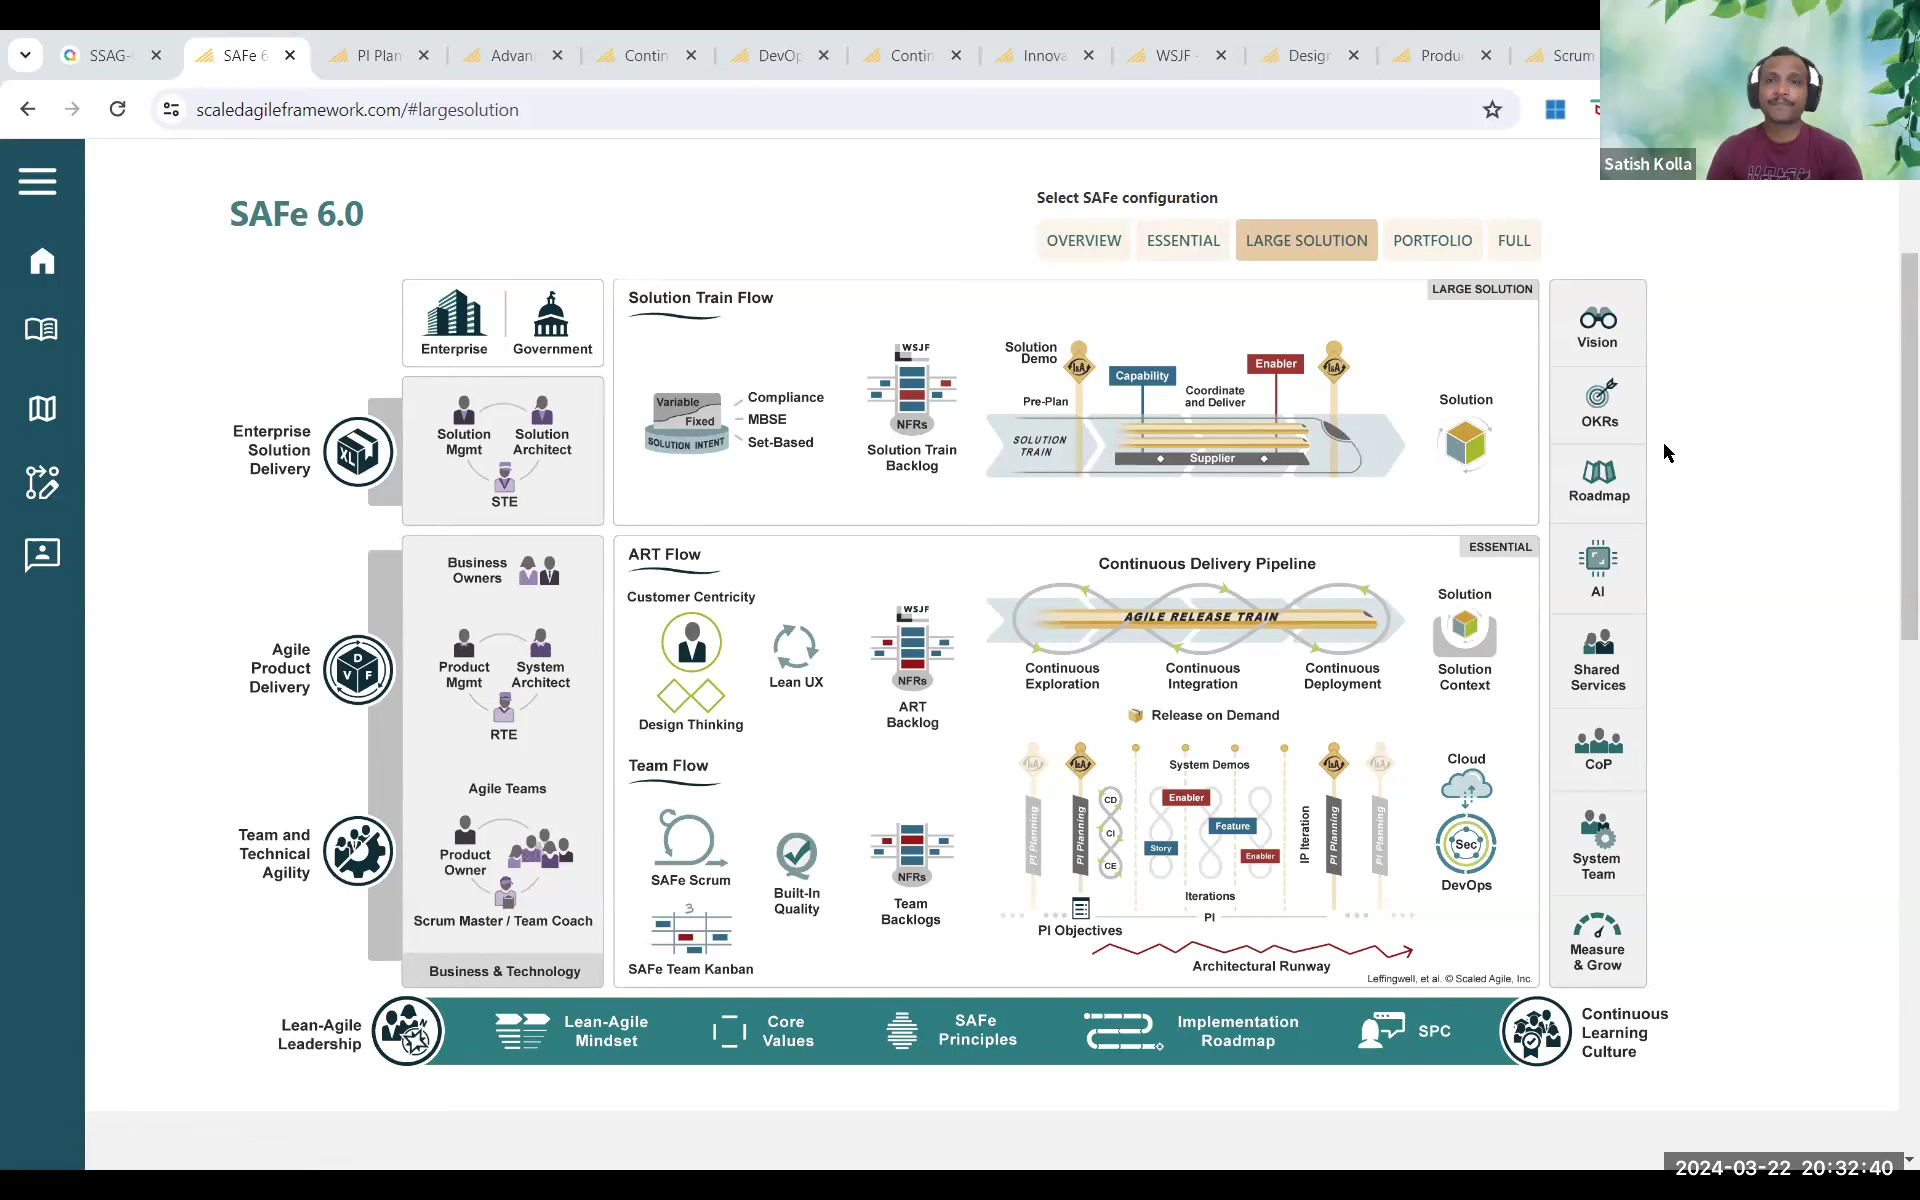 SSAG-
SAFe 6
PI Plan
Advan
Contin
DevOp
Contin
Innova
WSJF -
Design
Produ
Scrum
scaledagileframework.com/#largesolution
Satish Kolla
SAFe 6.0
Select SAFe configuration
OVERVIEW
ESSENTIAL
LARGE SOLUTION
PORTFOLIO
FULL
Enterprise
Government
Enterprise
Solution
Delivery
XL
Solution
Mgmt
Solution
Architect
STE
Solution Train Flow
LARGE SOLUTION
Variable
Fixed
SOLUTION INTENT
Compliance
MBSE
Set-Based
WSJF
NFRs
Solution Train
Backlog
Solution
Demo
Pre-Plan
I&A
Capability
Coordinate
and Deliver
Enabler
I&A
SOLUTION
TRAIN
Supplier
Solution
Agile
Product
Delivery
D
V F
Business
Owners
Product
Mgmt
System
Architect
RTE
Team and
Technical
Agility
Agile Teams
Product
Owner
Scrum Master / Team Coach
Business & Technology
ART Flow
ESSENTIAL
Customer Centricity
Design Thinking
Lean UX
WSJF
NFRs
ART
Backlog
Continuous Delivery Pipeline
AGILE RELEASE TRAIN
Continuous
Exploration
Continuous
Integration
Continuous
Deployment
Release on Demand
Solution
Solution
Context
Team Flow
SAFe Scrum
3
SAFe Team Kanban
Built-In
Quality
NFRs
Team
Backlogs
I&A
PI Planning
I&A
PI Planning
CD
CI
CE
System Demos
Enabler
Feature
Story
Enabler
Iterations
IP Iteration
I&A
PI Planning
I&A
PI Planning
PI
PI Objectives
Architectural Runway
Cloud
Sec
DevOps
Leffingwell, et al. © Scaled Agile, Inc.
Vision
OKRs
Roadmap
AI
Shared
Services
CoP
System
Team
Measure
& Grow
Lean-Agile
Leadership
N
Lean-Agile
Mindset
Core
Values
SAFe
Principles
Implementation
Roadmap
SPC
Continuous
Learning
Culture
2024-03-22 20:32:40